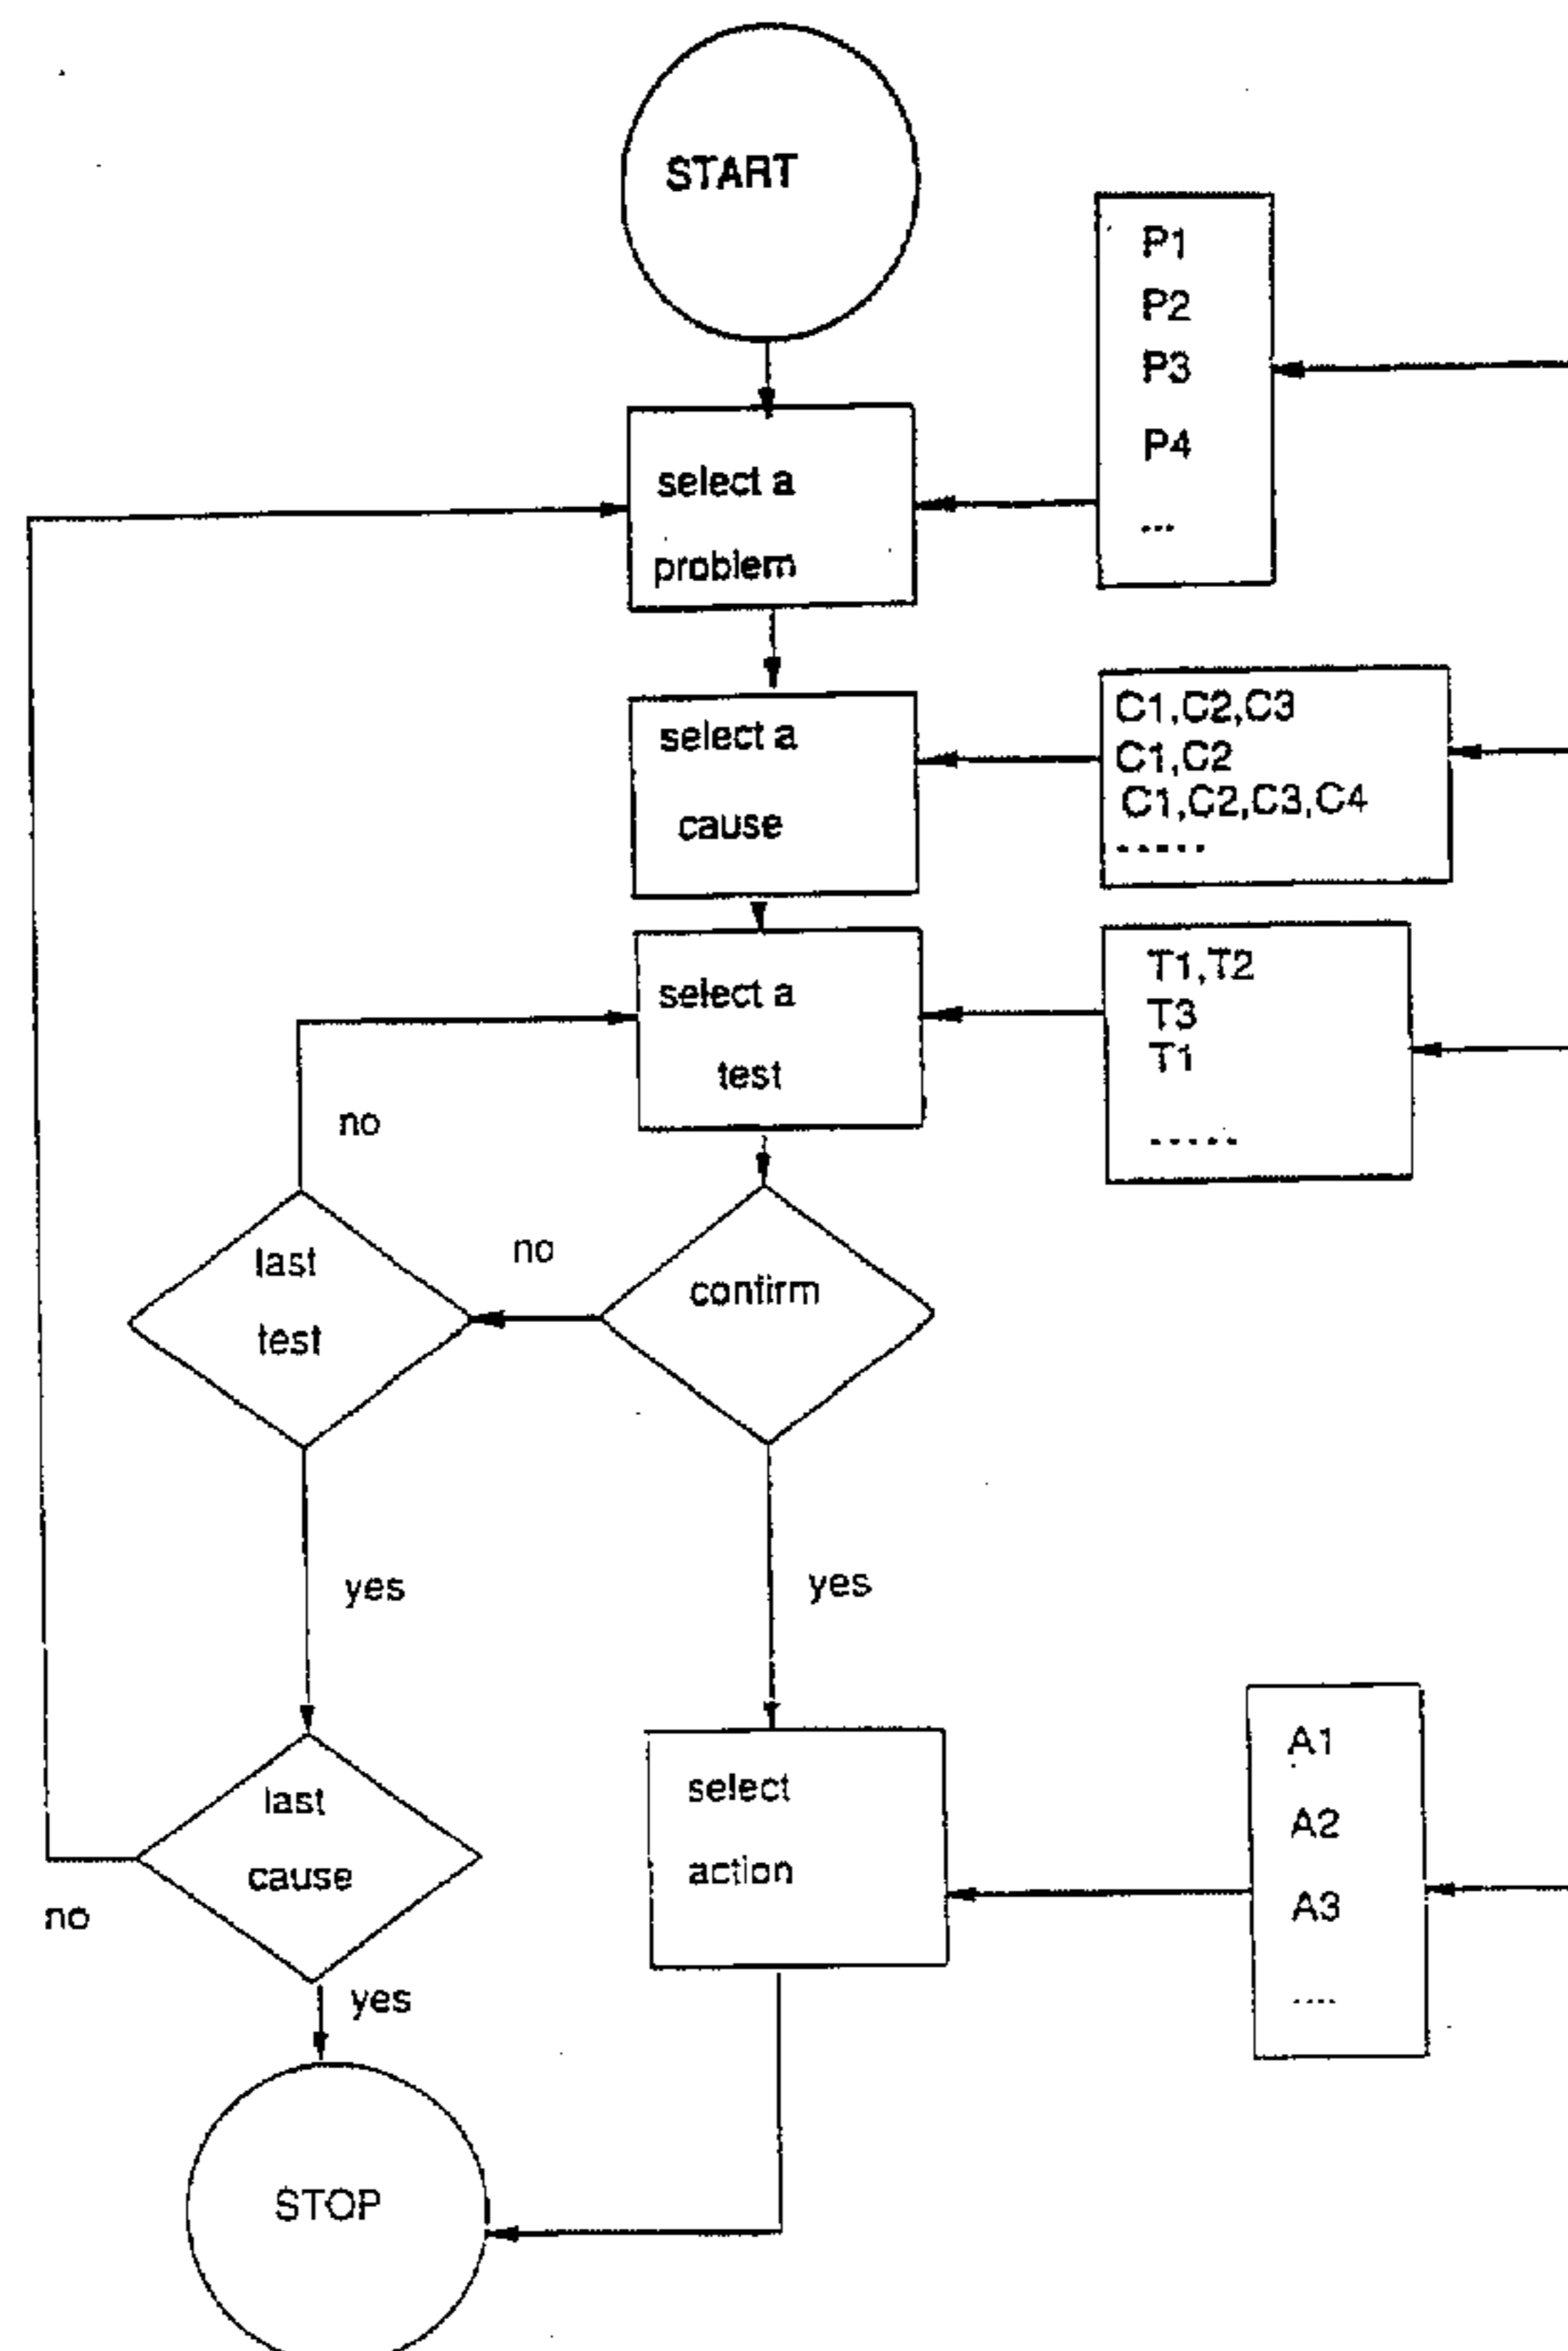 START
P1
P2
P3
P4
...
select a
problem
select a
cause
C1,C2,C3
C1,C2
C1,C2,C3,C4
.....
select a
test
T1,T2
T3
T1
.....
no
last
test
no
confirm
yes
yes
last
cause
no
yes
select
action
A1
A2
A3
....
STOP